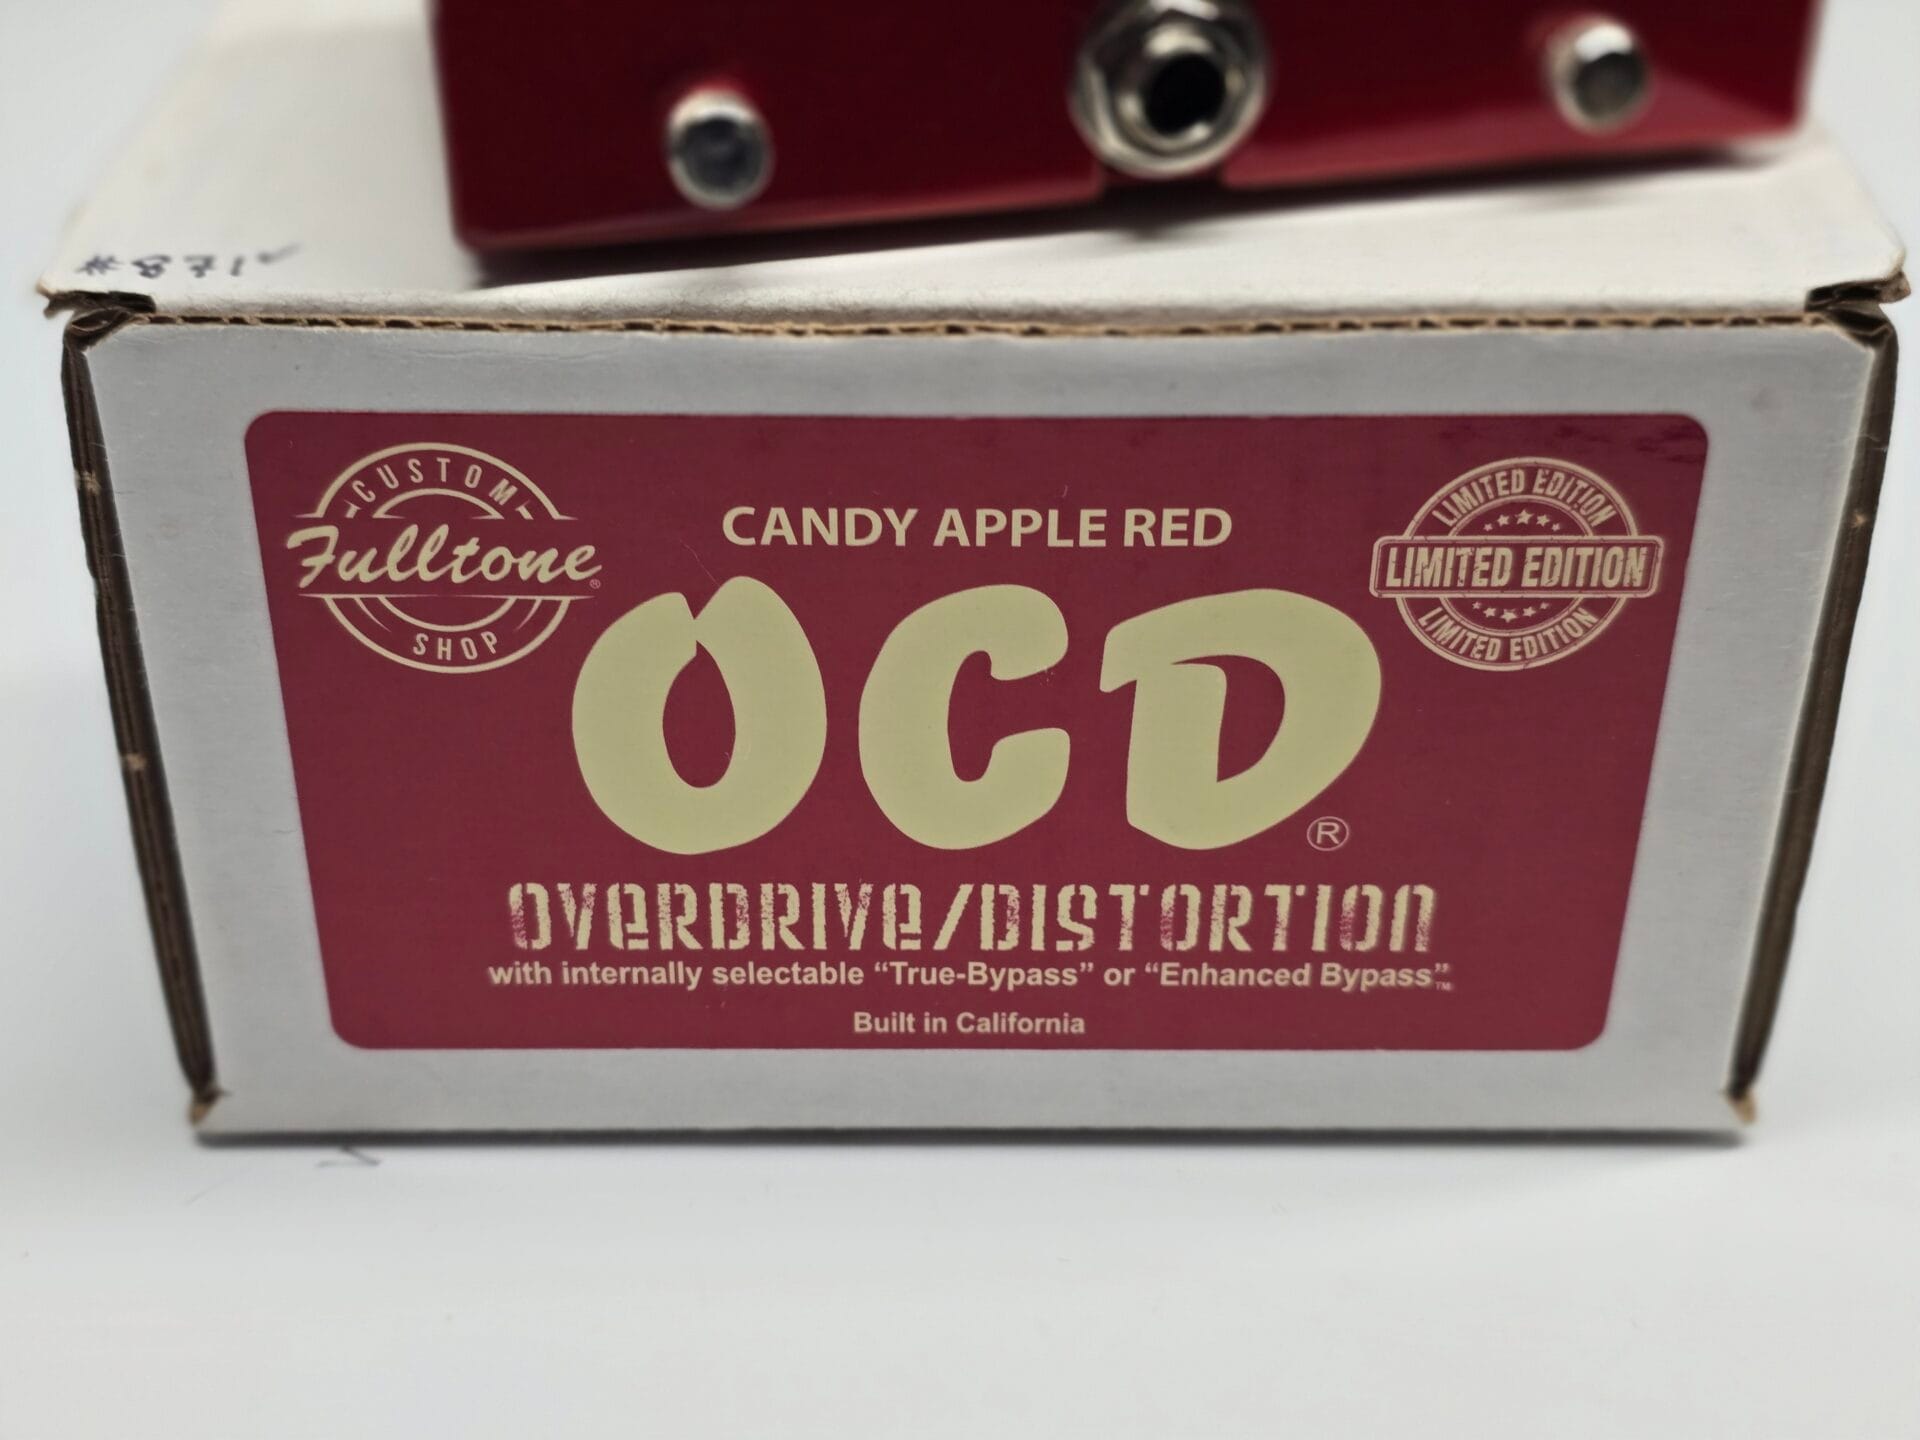 CUSTOM
Fulltone®
SHOP
CANDY APPLE RED
LIMITED EDITION
LIMITED EDITION
LIMITED EDITION
OCD®
OVERDRIVE/DISTORTION
with internally selectable “True-Bypass” or “Enhanced Bypass”™
Built in California